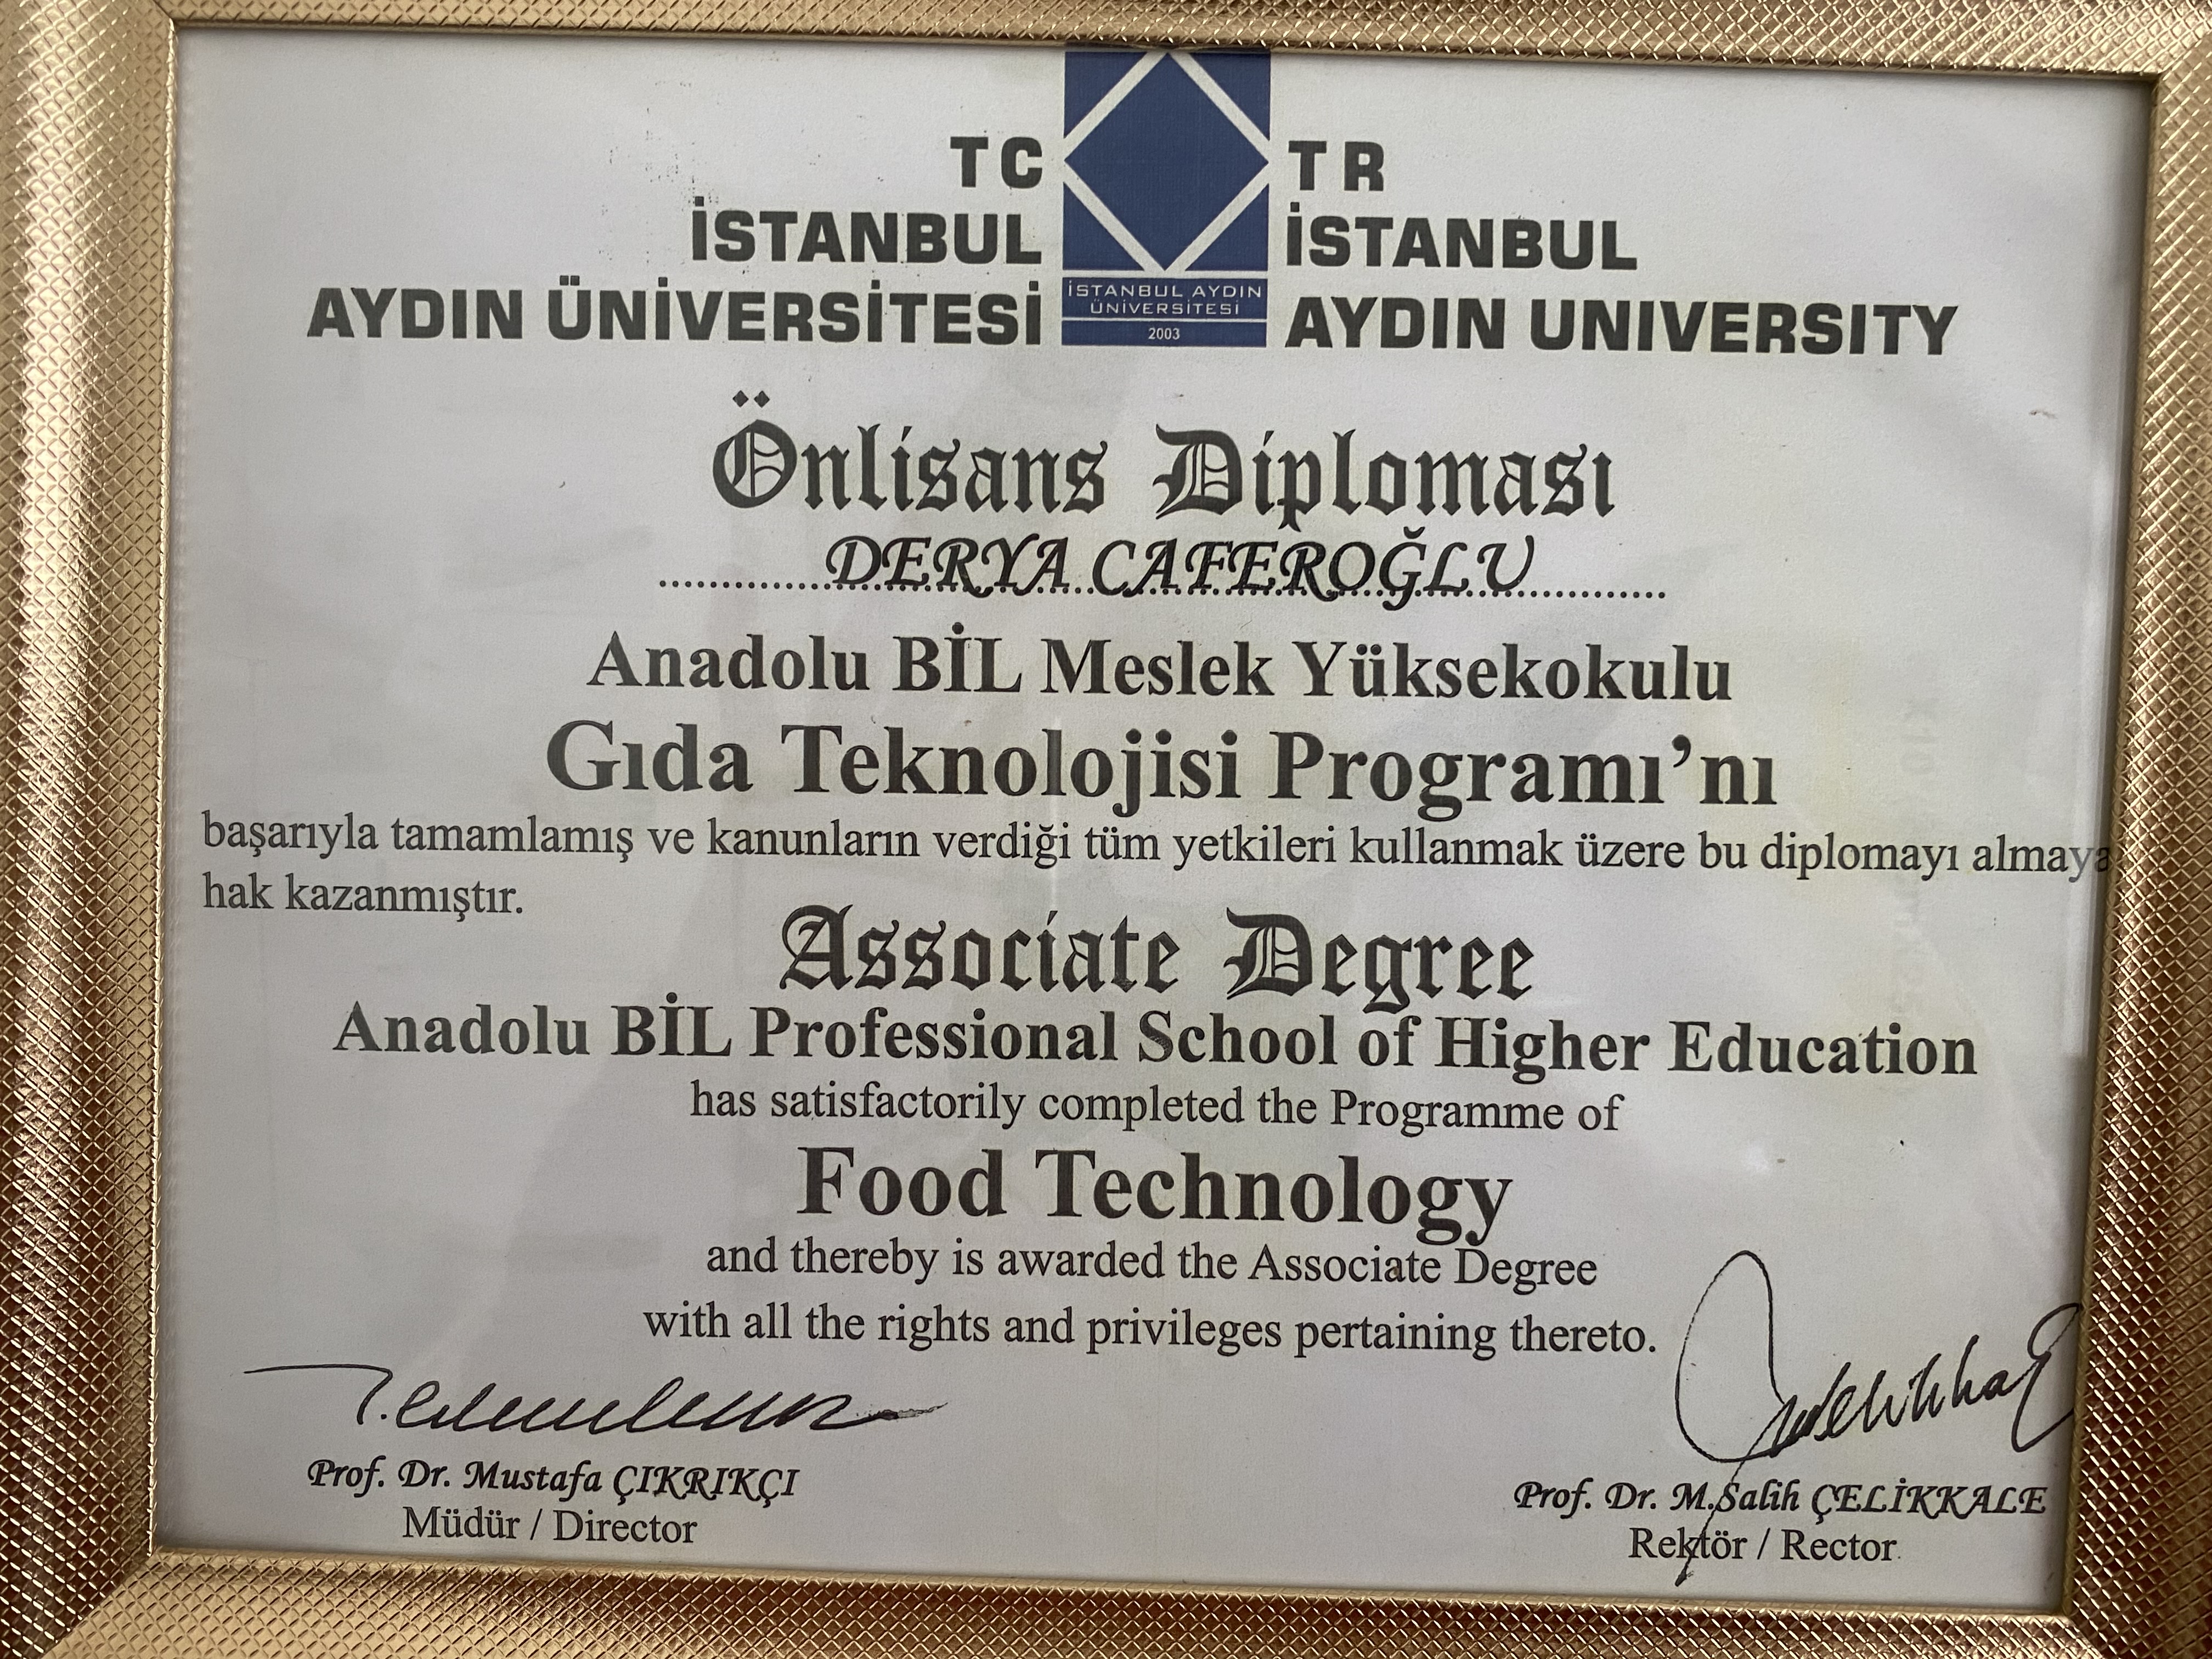 TC
İSTANBUL
AYDIN ÜNİVERSİTESİ
İSTANBUL AYDIN
ÜNİVERSİTESİ
2003
TR
İSTANBUL
AYDIN UNIVERSITY
Önlisans Diploması
DERYA CAFEROĞLU
Anadolu BİL Meslek Yüksekokulu
Gıda Teknolojisi Programı’nı
başarıyla tamamlamış ve kanunların verdiği tüm yetkileri kullanmak üzere bu diplomayı almaya
hak kazanmıştır.
Associate Degree
Anadolu BİL Professional School of Higher Education
has satisfactorily completed the Programme of
Food Technology
and thereby is awarded the Associate Degree
with all the rights and privileges pertaining thereto.
Prof. Dr. Mustafa ÇIKRIKÇI
Müdür / Director
Prof. Dr. M.Salih ÇELİKKALE
Rektör / Rector